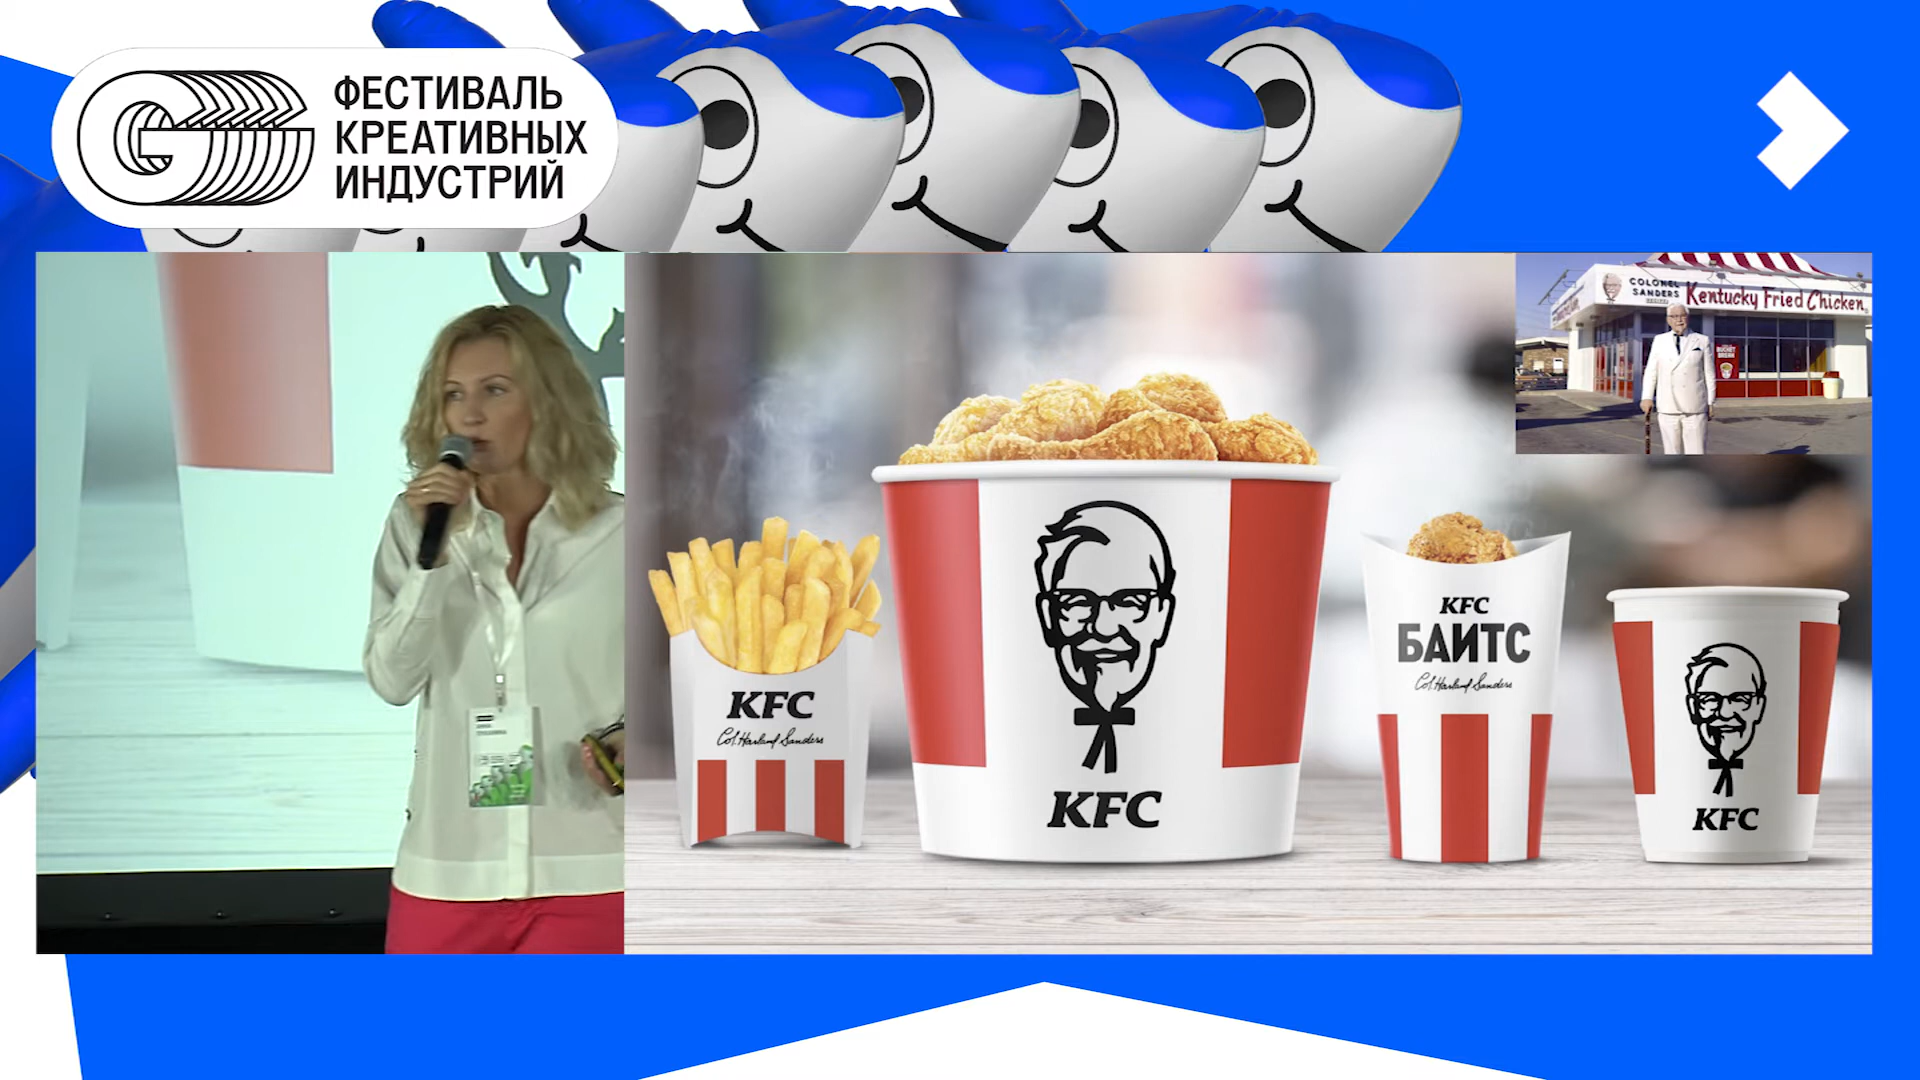 ФЕСТИВАЛЬ
КРЕАТИВНЫХ
ИНДУСТРИЙ
COLONEL
SANDERS
Kentucky Fried Chicken
KFC
Col. Harland Sanders
KFC
KFC
БАЙТС
Col. Harland Sanders
KFC